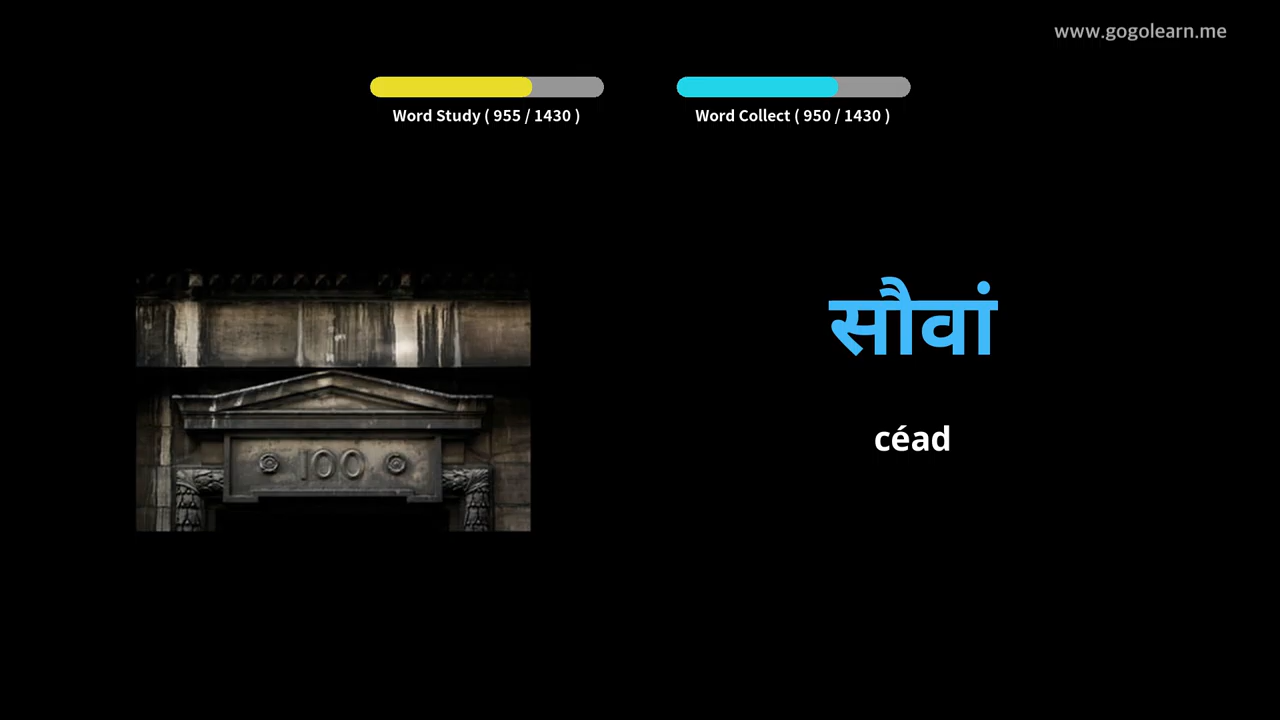 www.gogolearn.me
Word Study ( 955 / 1430 )
Word Collect ( 950 / 1430 )
सौवां
céad
100